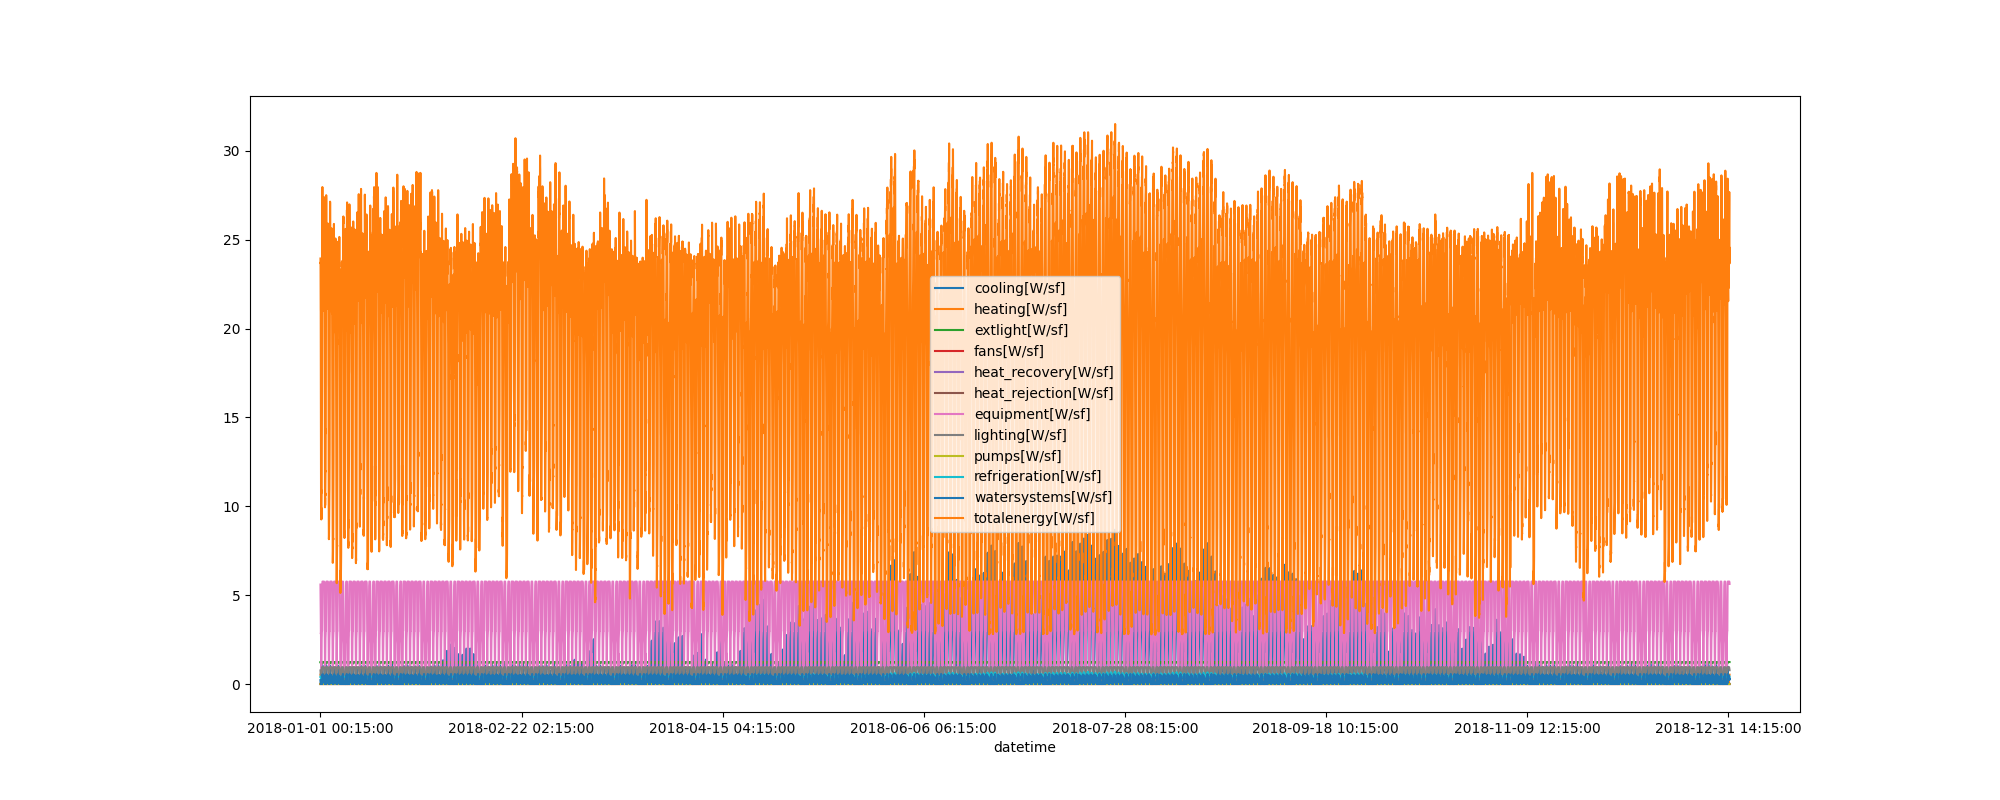 30
25
20
15
10
5
0
cooling[W/sf]
heating[W/sf]
extlight[W/sf]
fans[W/sf]
heat_recovery[W/sf]
heat_rejection[W/sf]
equipment[W/sf]
lighting[W/sf]
pumps[W/sf]
refrigeration[W/sf]
watersystems[W/sf]
totalenergy[W/sf]
2018-01-01 00:15:00 2018-02-22 02:15:00 2018-04-15 04:15:00 2018-06-06 06:15:00 2018-07-28 08:15:00 2018-09-18 10:15:00 2018-11-09 12:15:00 2018-12-31 14:15:00
datetime